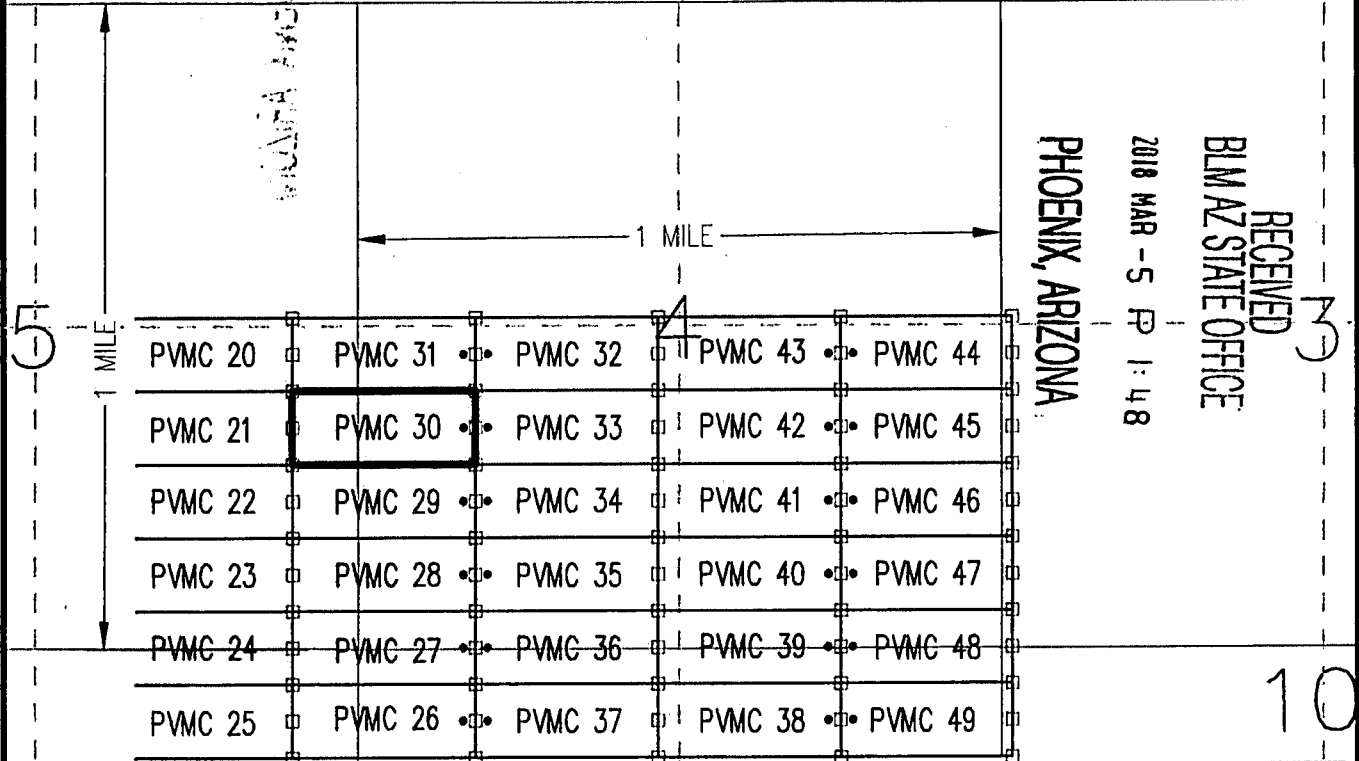 RECEIVED
BLM AZ STATE OFFICE
2018 MAR -5 P 1:48
PHOENIX, ARIZONA
1 MILE
1 MILE
5
4
3
PVMC 20 PVMC 31 PVMC 32 PVMC 43 PVMC 44
PVMC 21 PVMC 30 PVMC 33 PVMC 42 PVMC 45
PVMC 22 PVMC 29 PVMC 34 PVMC 41 PVMC 46
PVMC 23 PVMC 28 PVMC 35 PVMC 40 PVMC 47
PVMC 24 PVMC 27 PVMC 36 PVMC 39 PVMC 48
PVMC 25 PVMC 26 PVMC 37 PVMC 38 PVMC 49
10